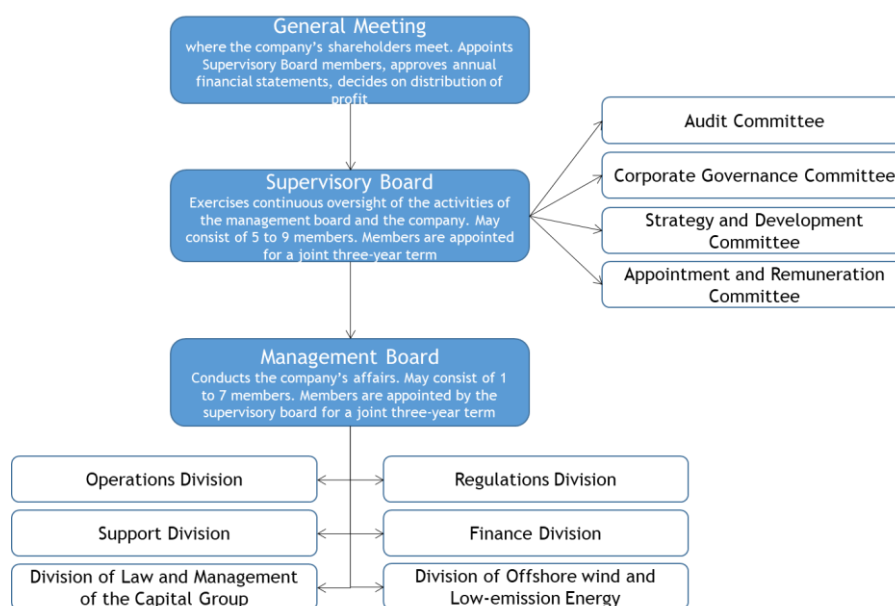 General Meeting
where the company's shareholders meet. Appoints
Supervisory Board members, approves annual
financial statements, decides on distribution of
profit
Audit Committee
Corporate Governance Committee
Strategy and Development
Committee
Appointment and Remuneration
Committee
Supervisory Board
Exercises continuous oversight of the activities of
the management board and the company. May
consist of 5 to 9 members. Members are appointed
for a joint three-year term
Management Board
Conducts the company's affairs. May consist of 1
to 7 members. Members are appointed by the
supervisory board for a joint three-year term
Operations Division
Regulations Division
Support Division
Finance Division
Division of Law and Management
of the Capital Group
Division of Offshore wind and
Low-emission Energy